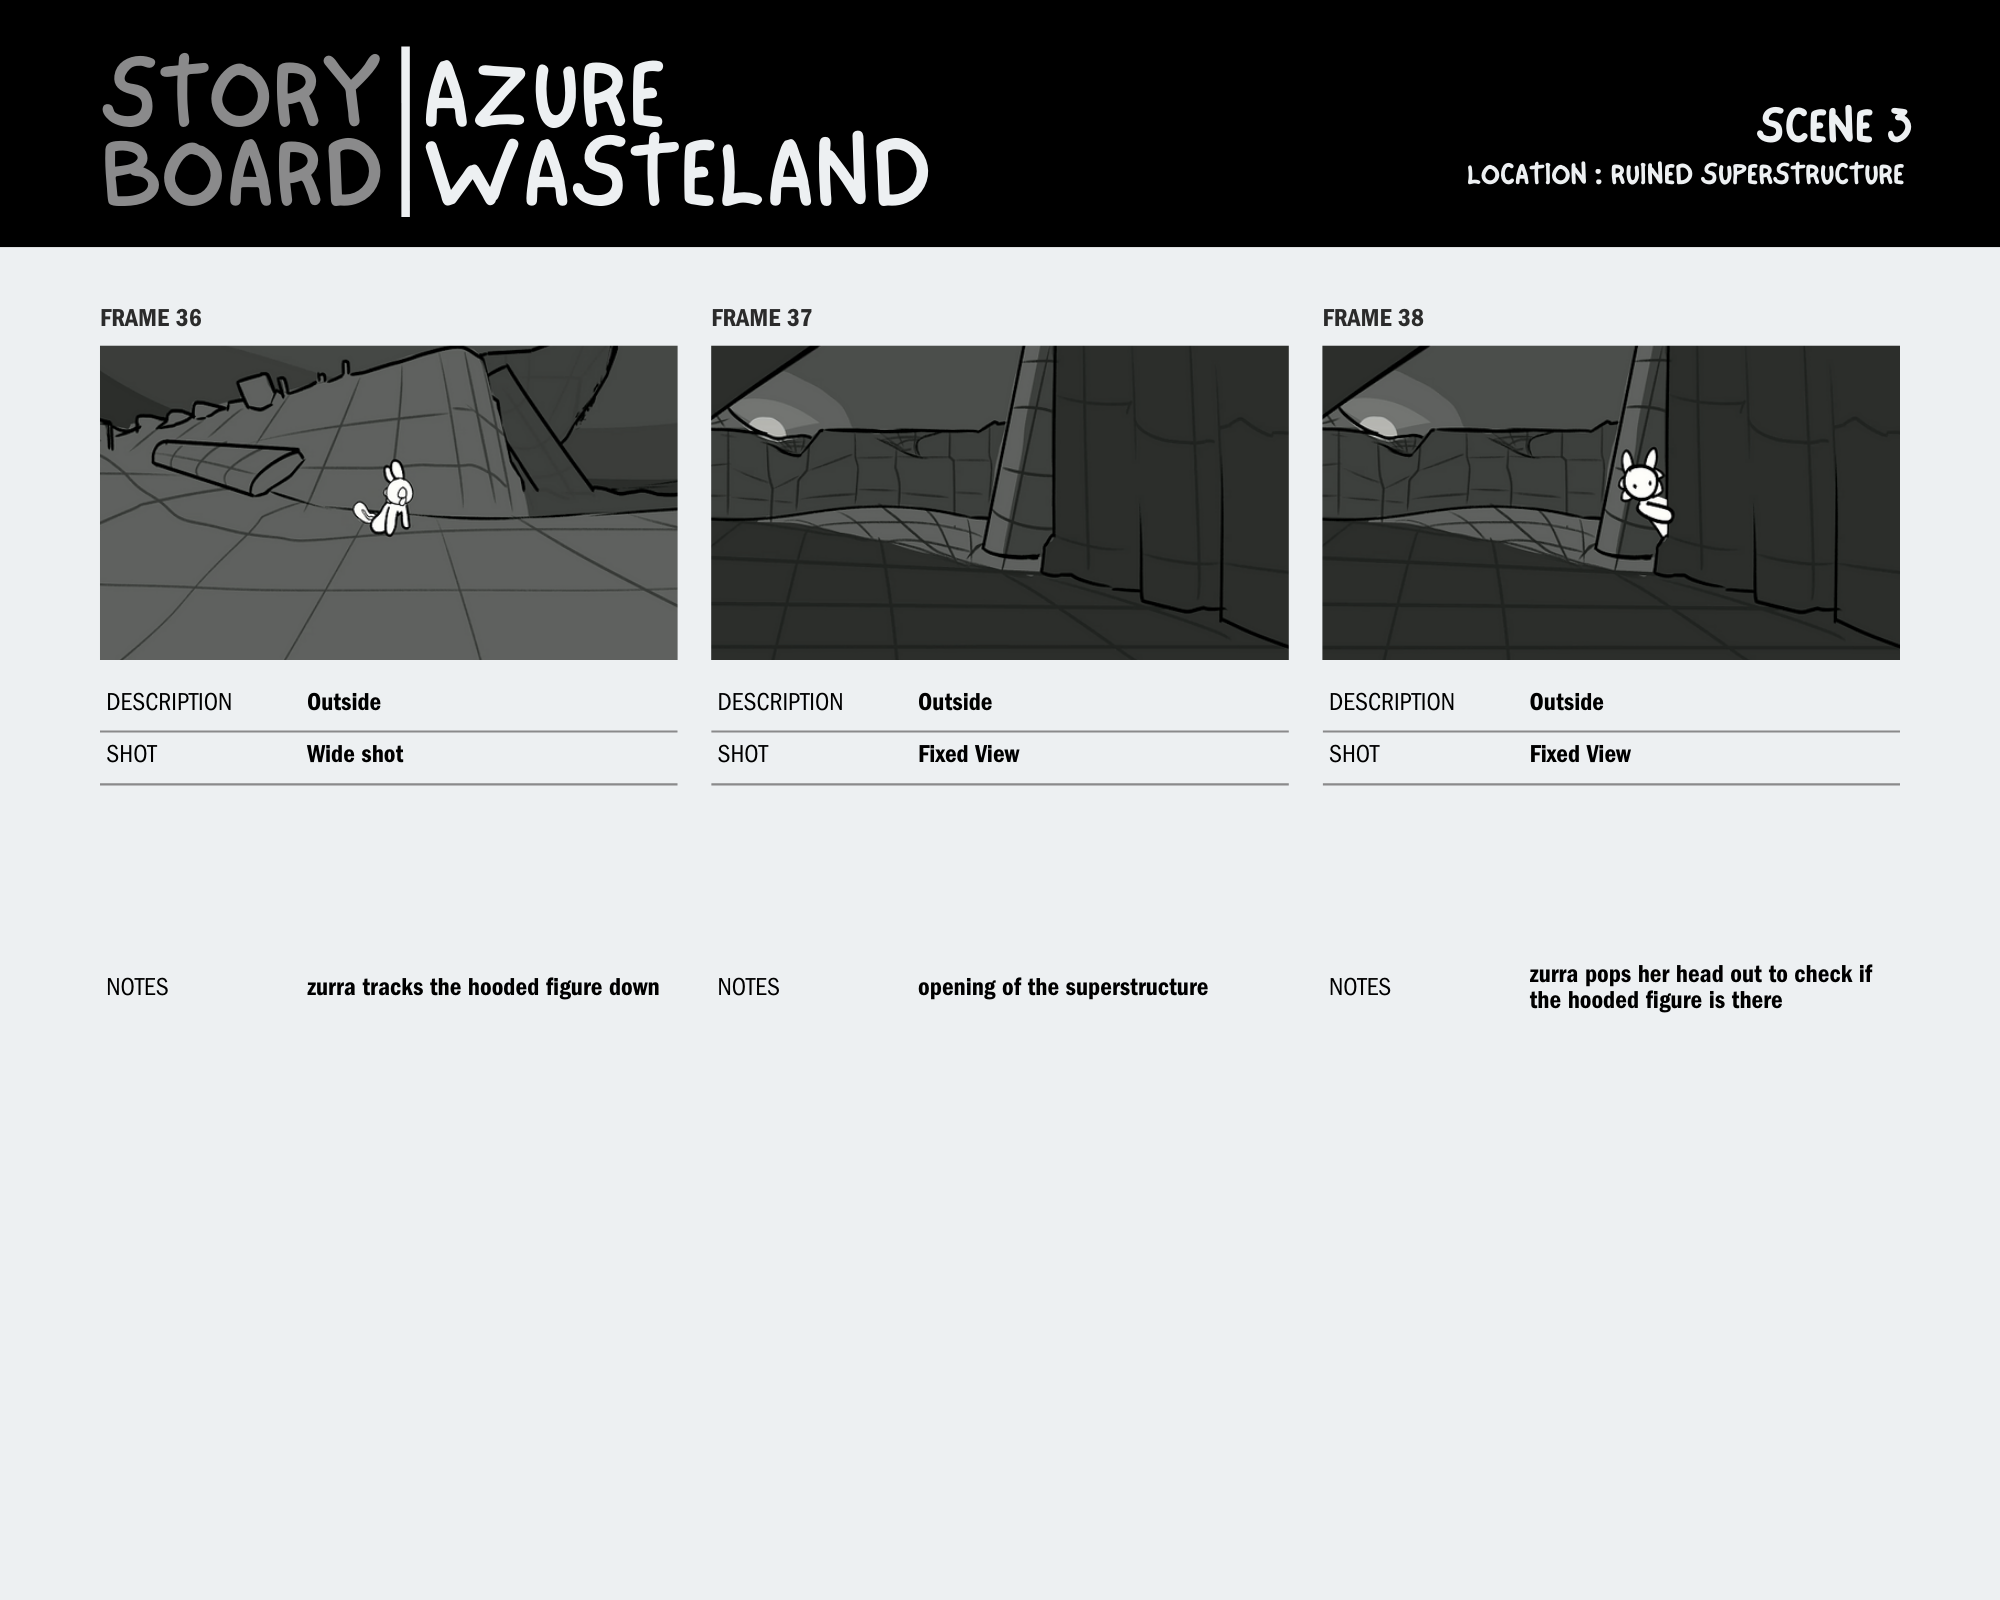 STORY
BOARD
AZURE
WASTELAND
SCENE 3
LOCATION : RUINED SUPERSTRUCTURE
FRAME 36
DESCRIPTION Outside
SHOT Wide shot
NOTES zurra tracks the hooded figure down
FRAME 37
DESCRIPTION Outside
SHOT Fixed View
NOTES opening of the superstructure
FRAME 38
DESCRIPTION Outside
SHOT Fixed View
NOTES zurra pops her head out to check if
the hooded figure is there